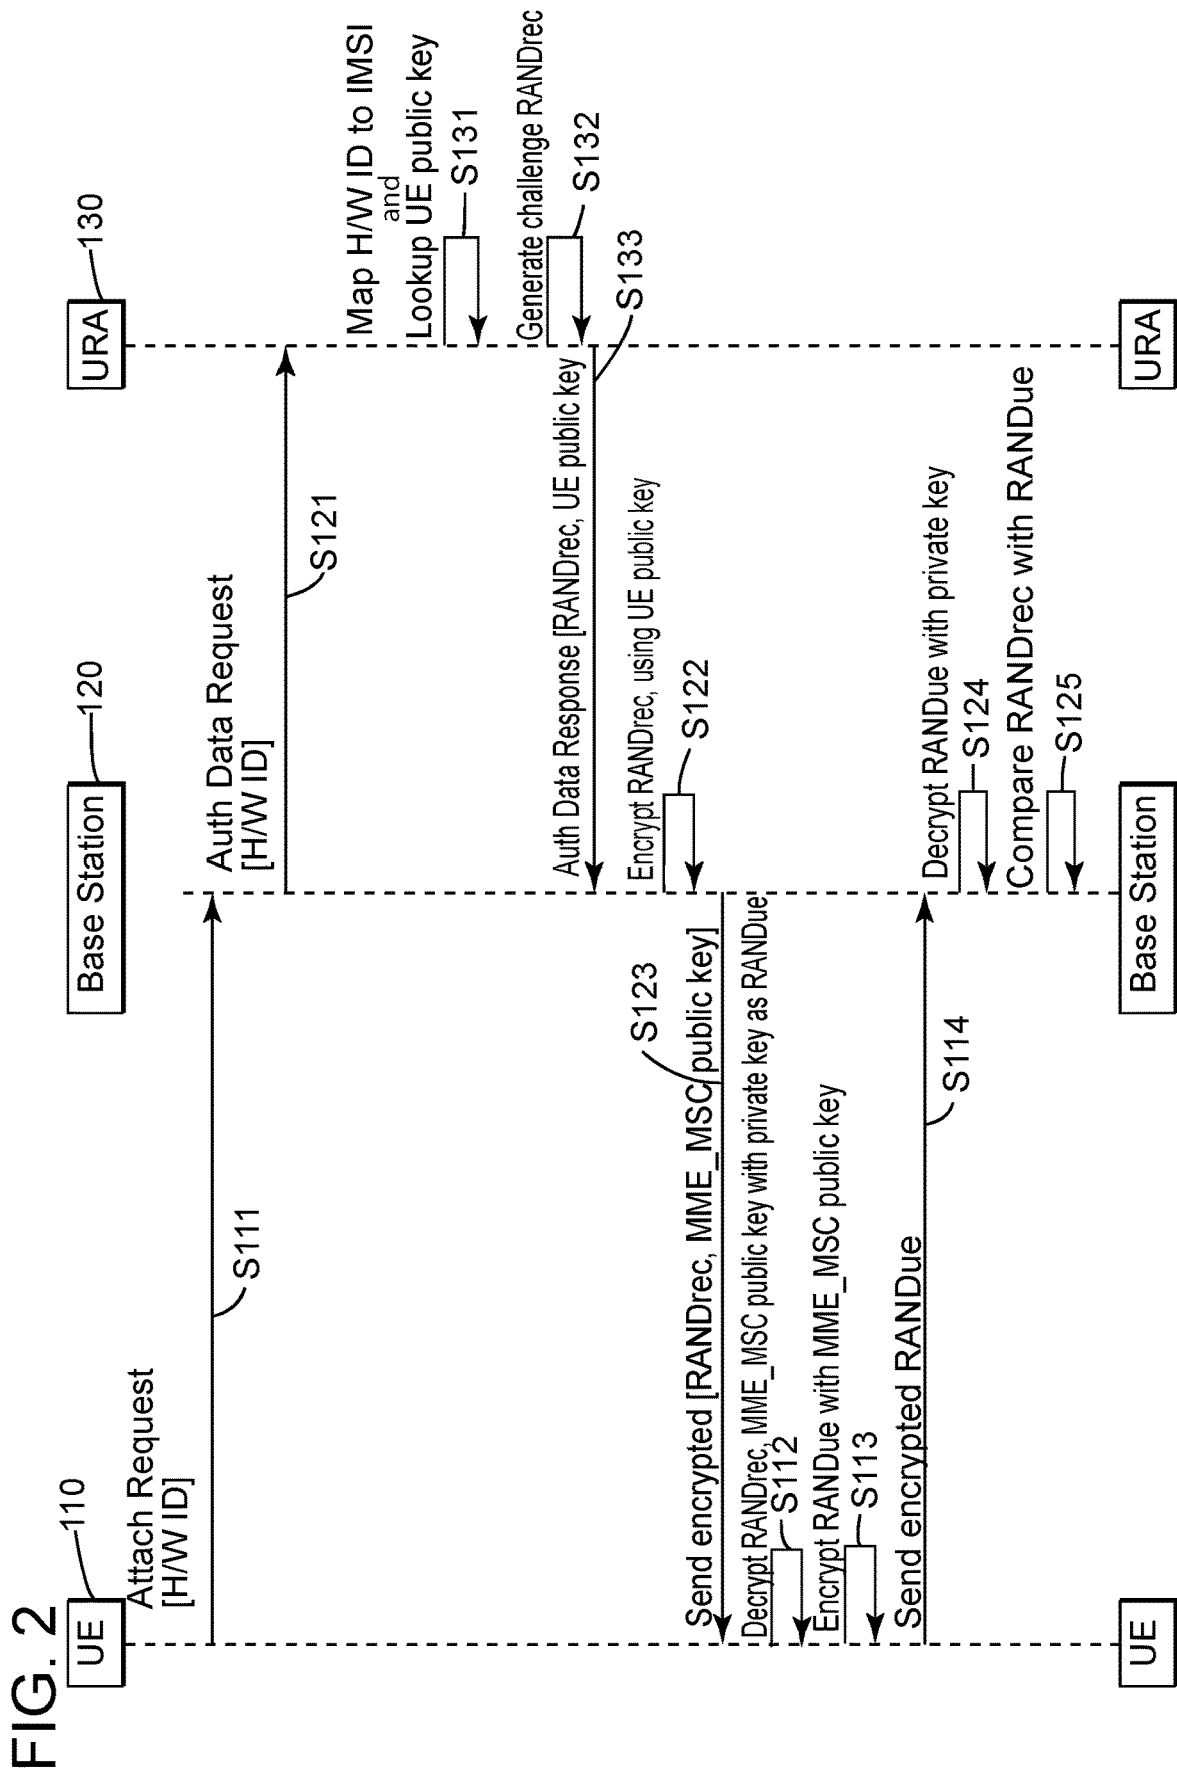 FIG. 2
UE
110
Base Station
120
URA
130
Attach Request
[H/W ID]
S111
Auth Data Request
[H/W ID]
S121
Map H/W ID to IMSI
and
Lookup UE public key
S131
Generate challenge RANDrec
S132
Auth Data Response [RANDrec, UE public key
S133
Encrypt RANDrec, using UE public key
S122
Send encrypted [RANDrec, MME_MSC public key]
S123
Decrypt RANDrec, MME_MSC public key with private key as RANDue
S112
Encrypt RANDue with MME_MSC public key
S113
Send encrypted RANDue
S114
Decrypt RANDue with private key
S124
Compare RANDrec with RANDue
S125
UE
Base Station
URA